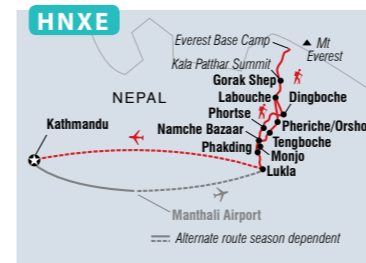 HNXE
Everest Base Camp
Mt
Everest
Kala Patthar Summit
Gorak Shep
NEPAL
Labouche
Dingboche
Phortse
Kathmandu
Namche Bazaar
Pheriche/Orsho
Tengboche
Phakding
Monjo
Lukla
Manthali Airport
Alternate route season dependent